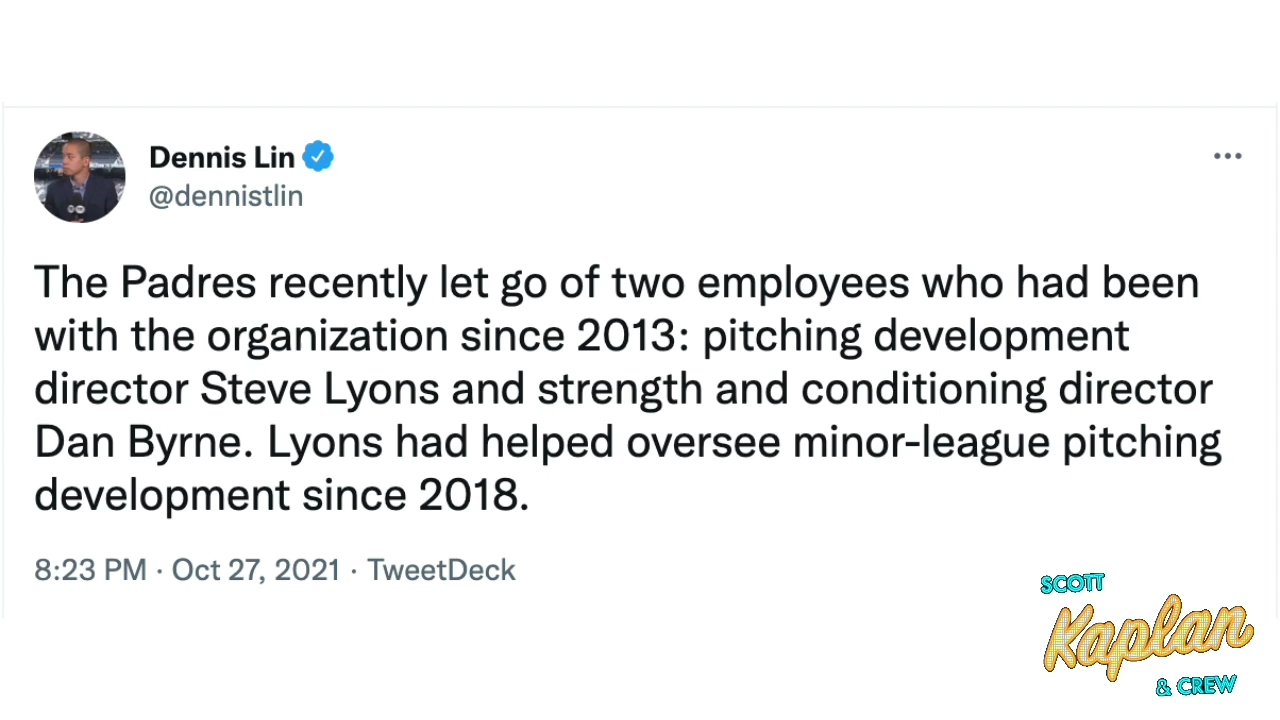 Dennis Lin
@dennistlin
The Padres recently let go of two employees who had been
with the organization since 2013: pitching development
director Steve Lyons and strength and conditioning director
Dan Byrne. Lyons had helped oversee minor-league pitching
development since 2018.
8:23 PM · Oct 27, 2021 · TweetDeck
SCOTT
Kaplan
& CREW